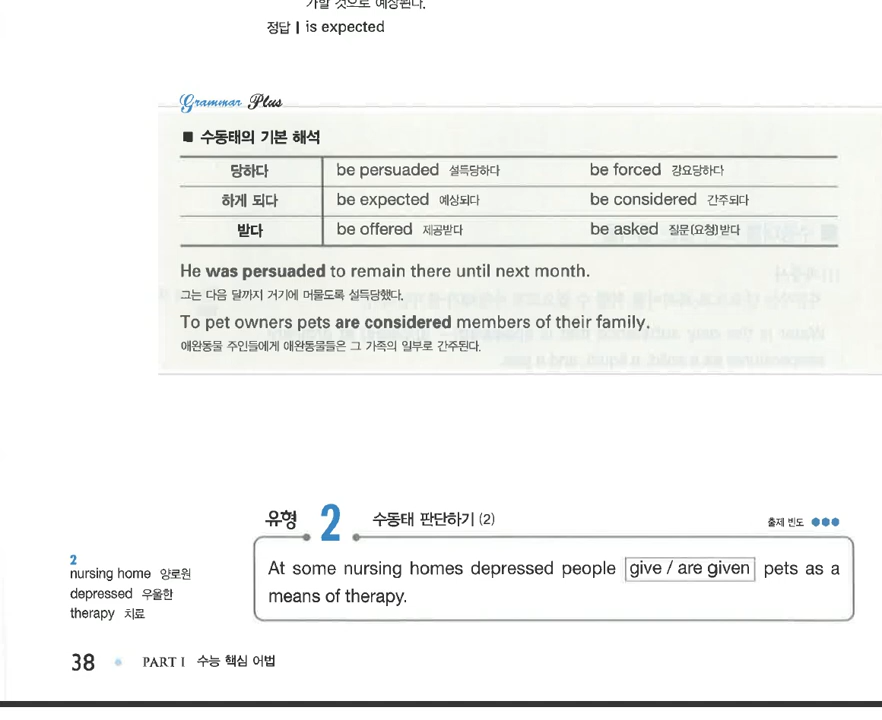 가할 것으로 예상된다.
정답 | is expected
Grammar Plus
■ 수동태의 기본 해석
당하다 be persuaded 설득당하다 be forced 강요당하다
하게 되다 be expected 예상되다 be considered 간주되다
받다 be offered 제공받다 be asked 질문(요청)받다
He was persuaded to remain there until next month.
그는 다음 달까지 거기에 머물도록 설득당했다.
To pet owners pets are considered members of their family.
애완동물 주인들에게 애완동물들은 그 가족의 일부로 간주된다.
유형 2 수동태 판단하기 (2) 출제 빈도 ●●●
At some nursing homes depressed people give / are given pets as a
means of therapy.
2
nursing home 양로원
depressed 우울한
therapy 치료
38 • PART I 수능 핵심 어법